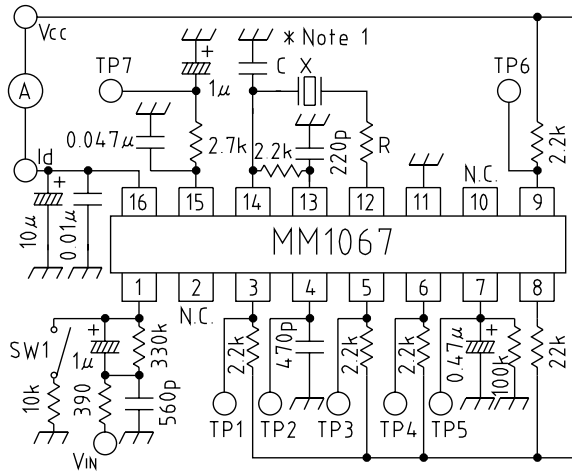 Vcc
* Note 1
TP7
1µ
C
X
TP6
A
0.047µ
2.7k
2.2k
220p
R
2.2k
Id
N.C.
10µ
0.01µ
16
15
14
13
12
11
10
9
MM1067
1
2
3
4
5
6
7
8
N.C.
SW1
1µ
330k
2.2k
470p
2.2k
2.2k
0.47µ
100k
22k
10k
390
560p
TP1
TP2
TP3
TP4
TP5
VIN